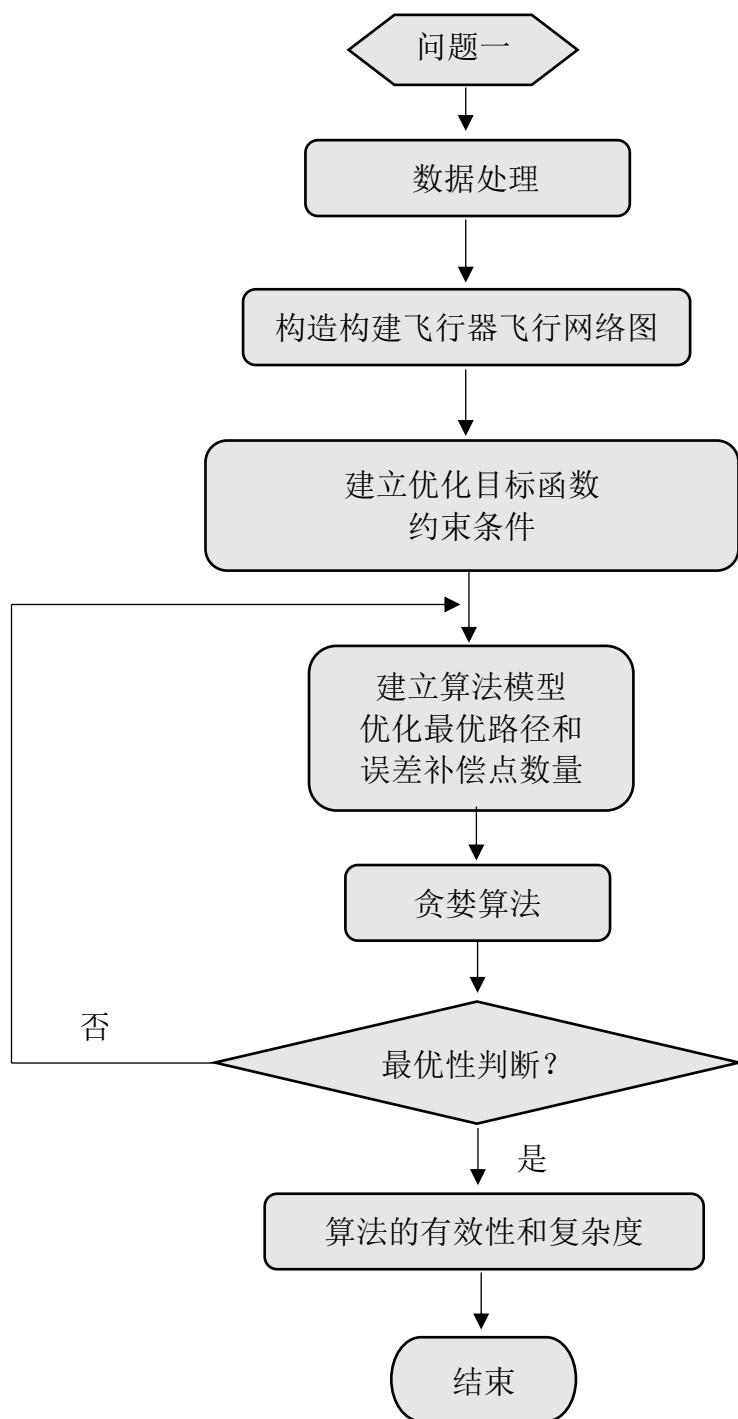 问题一
数据处理
构造构建飞行器飞行网络图
建立优化目标函数
约束条件
建立算法模型
优化最优路径和
误差补偿点数量
贪婪算法
否
最优性判断？
是
算法的有效性和复杂度
结束